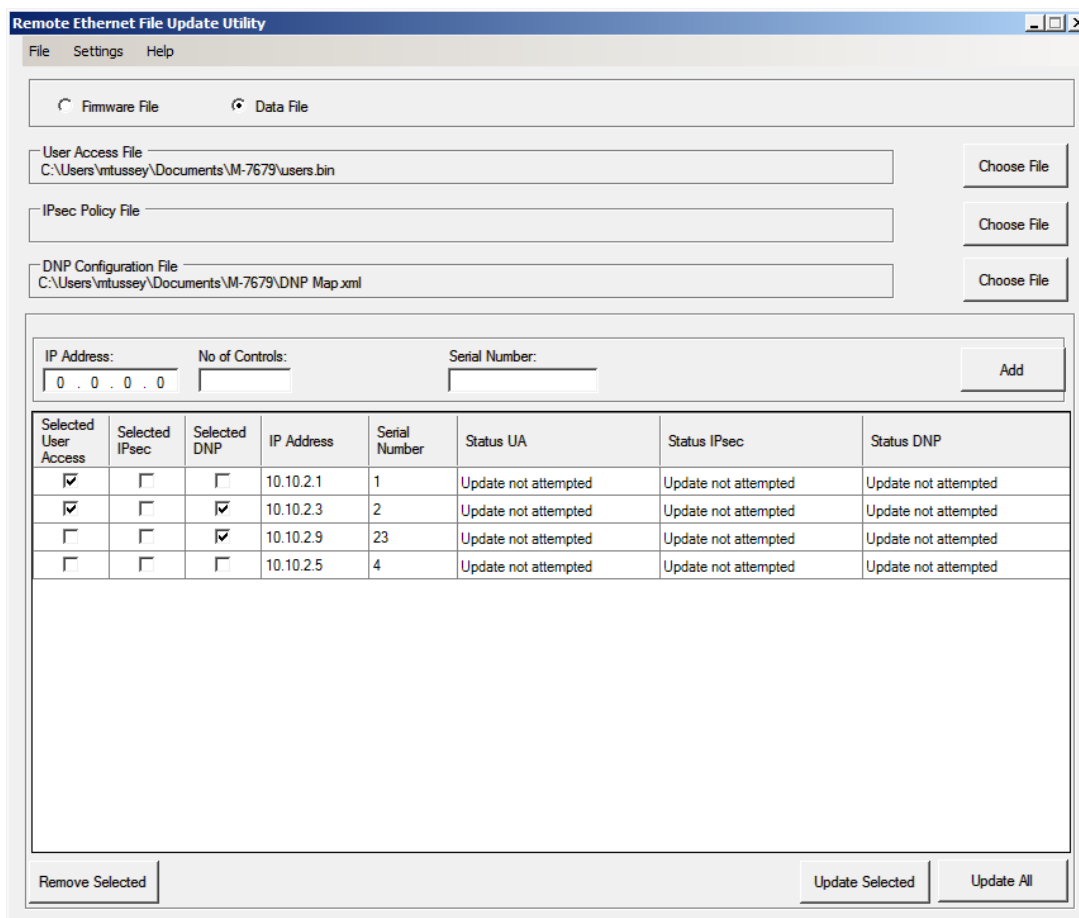 Remote Ethernet File Update Utility
File Settings Help
Firmware File Data File
User Access File
C:\Users\mtussey\Documents\M-7679\users.bin
Choose File
IPsec Policy File
Choose File
DNP Configuration File
C:\Users\mtussey\Documents\M-7679\DNP Map.xml
Choose File
IP Address: No of Controls: Serial Number:
0 . 0 . 0 . 0
Add
Selected User Access Selected IPsec Selected DNP IP Address Serial Number Status UA Status IPsec Status DNP
10.10.2.1 1 Update not attempted Update not attempted Update not attempted
10.10.2.3 2 Update not attempted Update not attempted Update not attempted
10.10.2.9 23 Update not attempted Update not attempted Update not attempted
10.10.2.5 4 Update not attempted Update not attempted Update not attempted
Remove Selected Update Selected Update All